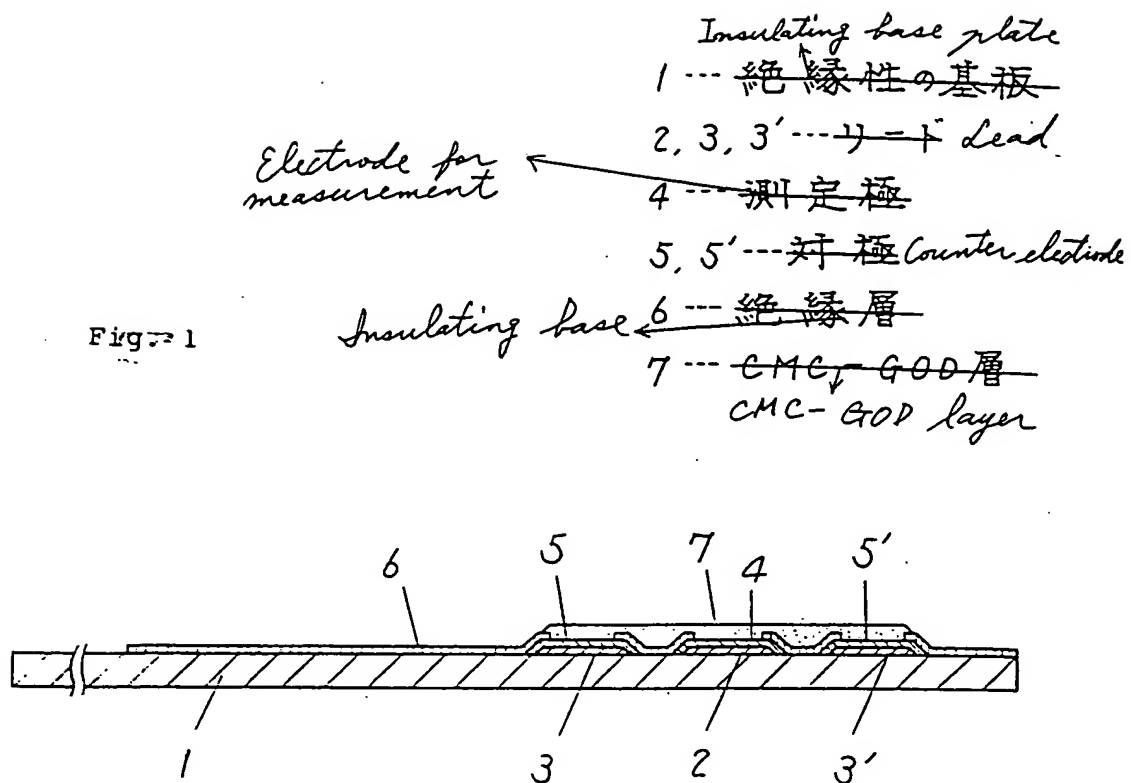 Insulating base plate
1 --- 絶縁性の基板
2, 3, 3' --- リード Lead.
Electrode for
measurement
4 --- 測定極
5, 5' --- 対極 Counter electrode
6 --- 絶縁層
Insulating base
Fig. 1
7 --- CMC-GOD層
CMC-GOD layer
6 5 7 4 5'
1 3 2 3'